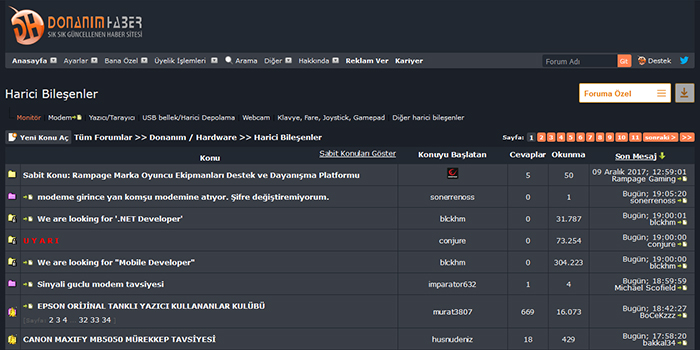 DONANIMHABER
SIK SIK GÜNCELLENEN HABER SİTESİ
Anasayfa Ayarlar Bana Özel Üyelik İşlemleri Arama Diğer Hakkında Reklam Ver Kariyer Forum Adı Git Destek
Harici Bileşenler
Foruma Özel
Monitör Modem Yazıcı/Tarayıcı USB bellek/Harici Depolama Webcam Klavye, Fare, Joystick, Gamepad Diğer harici bileşenler
Yeni Konu Aç Tüm Forumlar >> Donanım / Hardware >> Harici Bileşenler Sayfa: 1 2 3 4 5 6 7 8 9 10 11 sonraki > >>
Konu Sabit Konuları Göster Konuyu Başlatan Cevaplar Okunma Son Mesaj
Sabit Konu: Rampage Marka Oyuncu Ekipmanları Destek ve Dayanışma Platformu 5 50 09 Aralık 2017; 12:59:01
Rampage Gaming
modeme girince yan komşu modemine atıyor. Şifre değiştiremiyorum. sonerrenoss 0 1 Bugün; 19:05:20
sonerrenoss
We are looking for '.NET Developer' blckhm 0 31.787 Bugün; 19:00:01
blckhm
U Y A R I conjure 0 73.254 Bugün; 19:00:00
conjure
We are looking for "Mobile Developer" blckhm 0 304.223 Bugün; 19:00:00
blckhm
Sinyali guclu modem tavsiyesi imparator632 1 4 Bugün; 18:59:59
Michael Scofield
EPSON ORİJİNAL TANKLI YAZICI KULLANANLAR KULÜBÜ murat3807 669 16.073 Bugün; 18:42:27
BoCeKzzz
2 3 4 ... 32 33 34
CANON MAXIFY MB5050 MÜREKKEP TAVSİYESİ husnudeniz 18 429 Bugün; 17:58:20
bakkal34